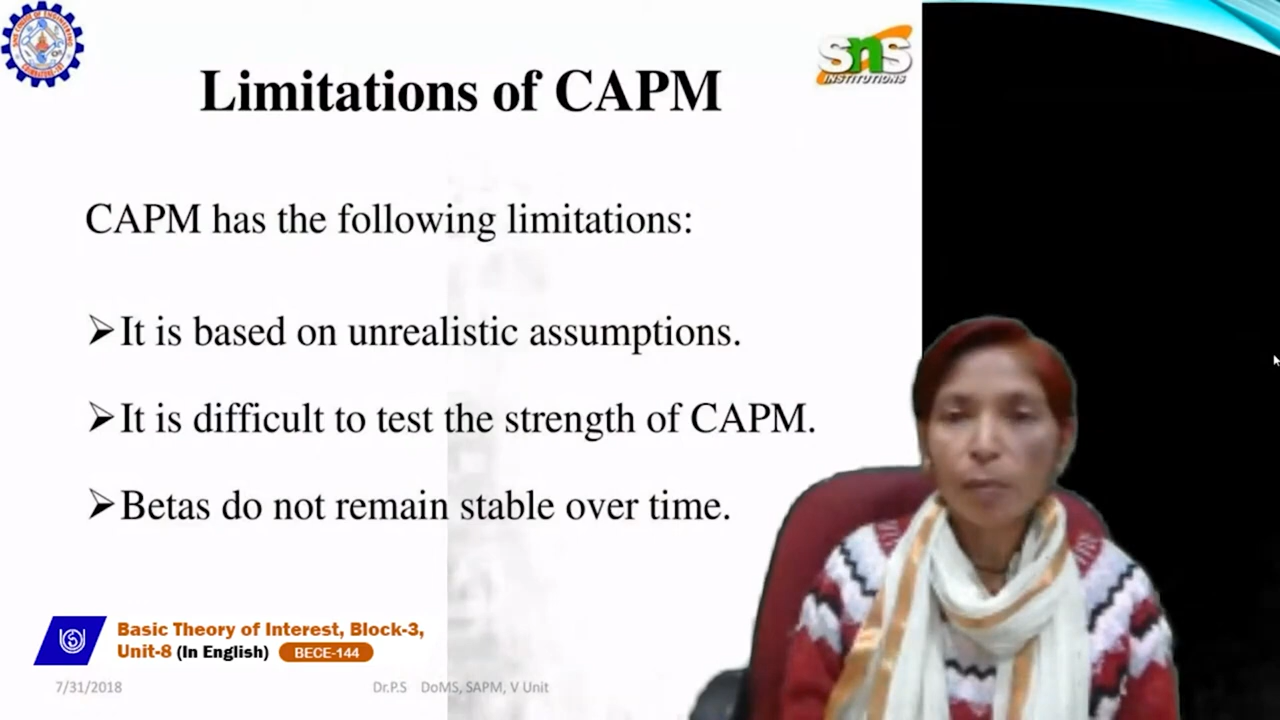 SNS
INSTITUTIONS
Limitations of CAPM
CAPM has the following limitations:
➢It is based on unrealistic assumptions.
➢It is difficult to test the strength of CAPM.
➢Betas do not remain stable over time.
Basic Theory of Interest, Block-3,
Unit-8 (In English) BECE-144
7/31/2018 Dr.P.S DoMS, SAPM, V Unit